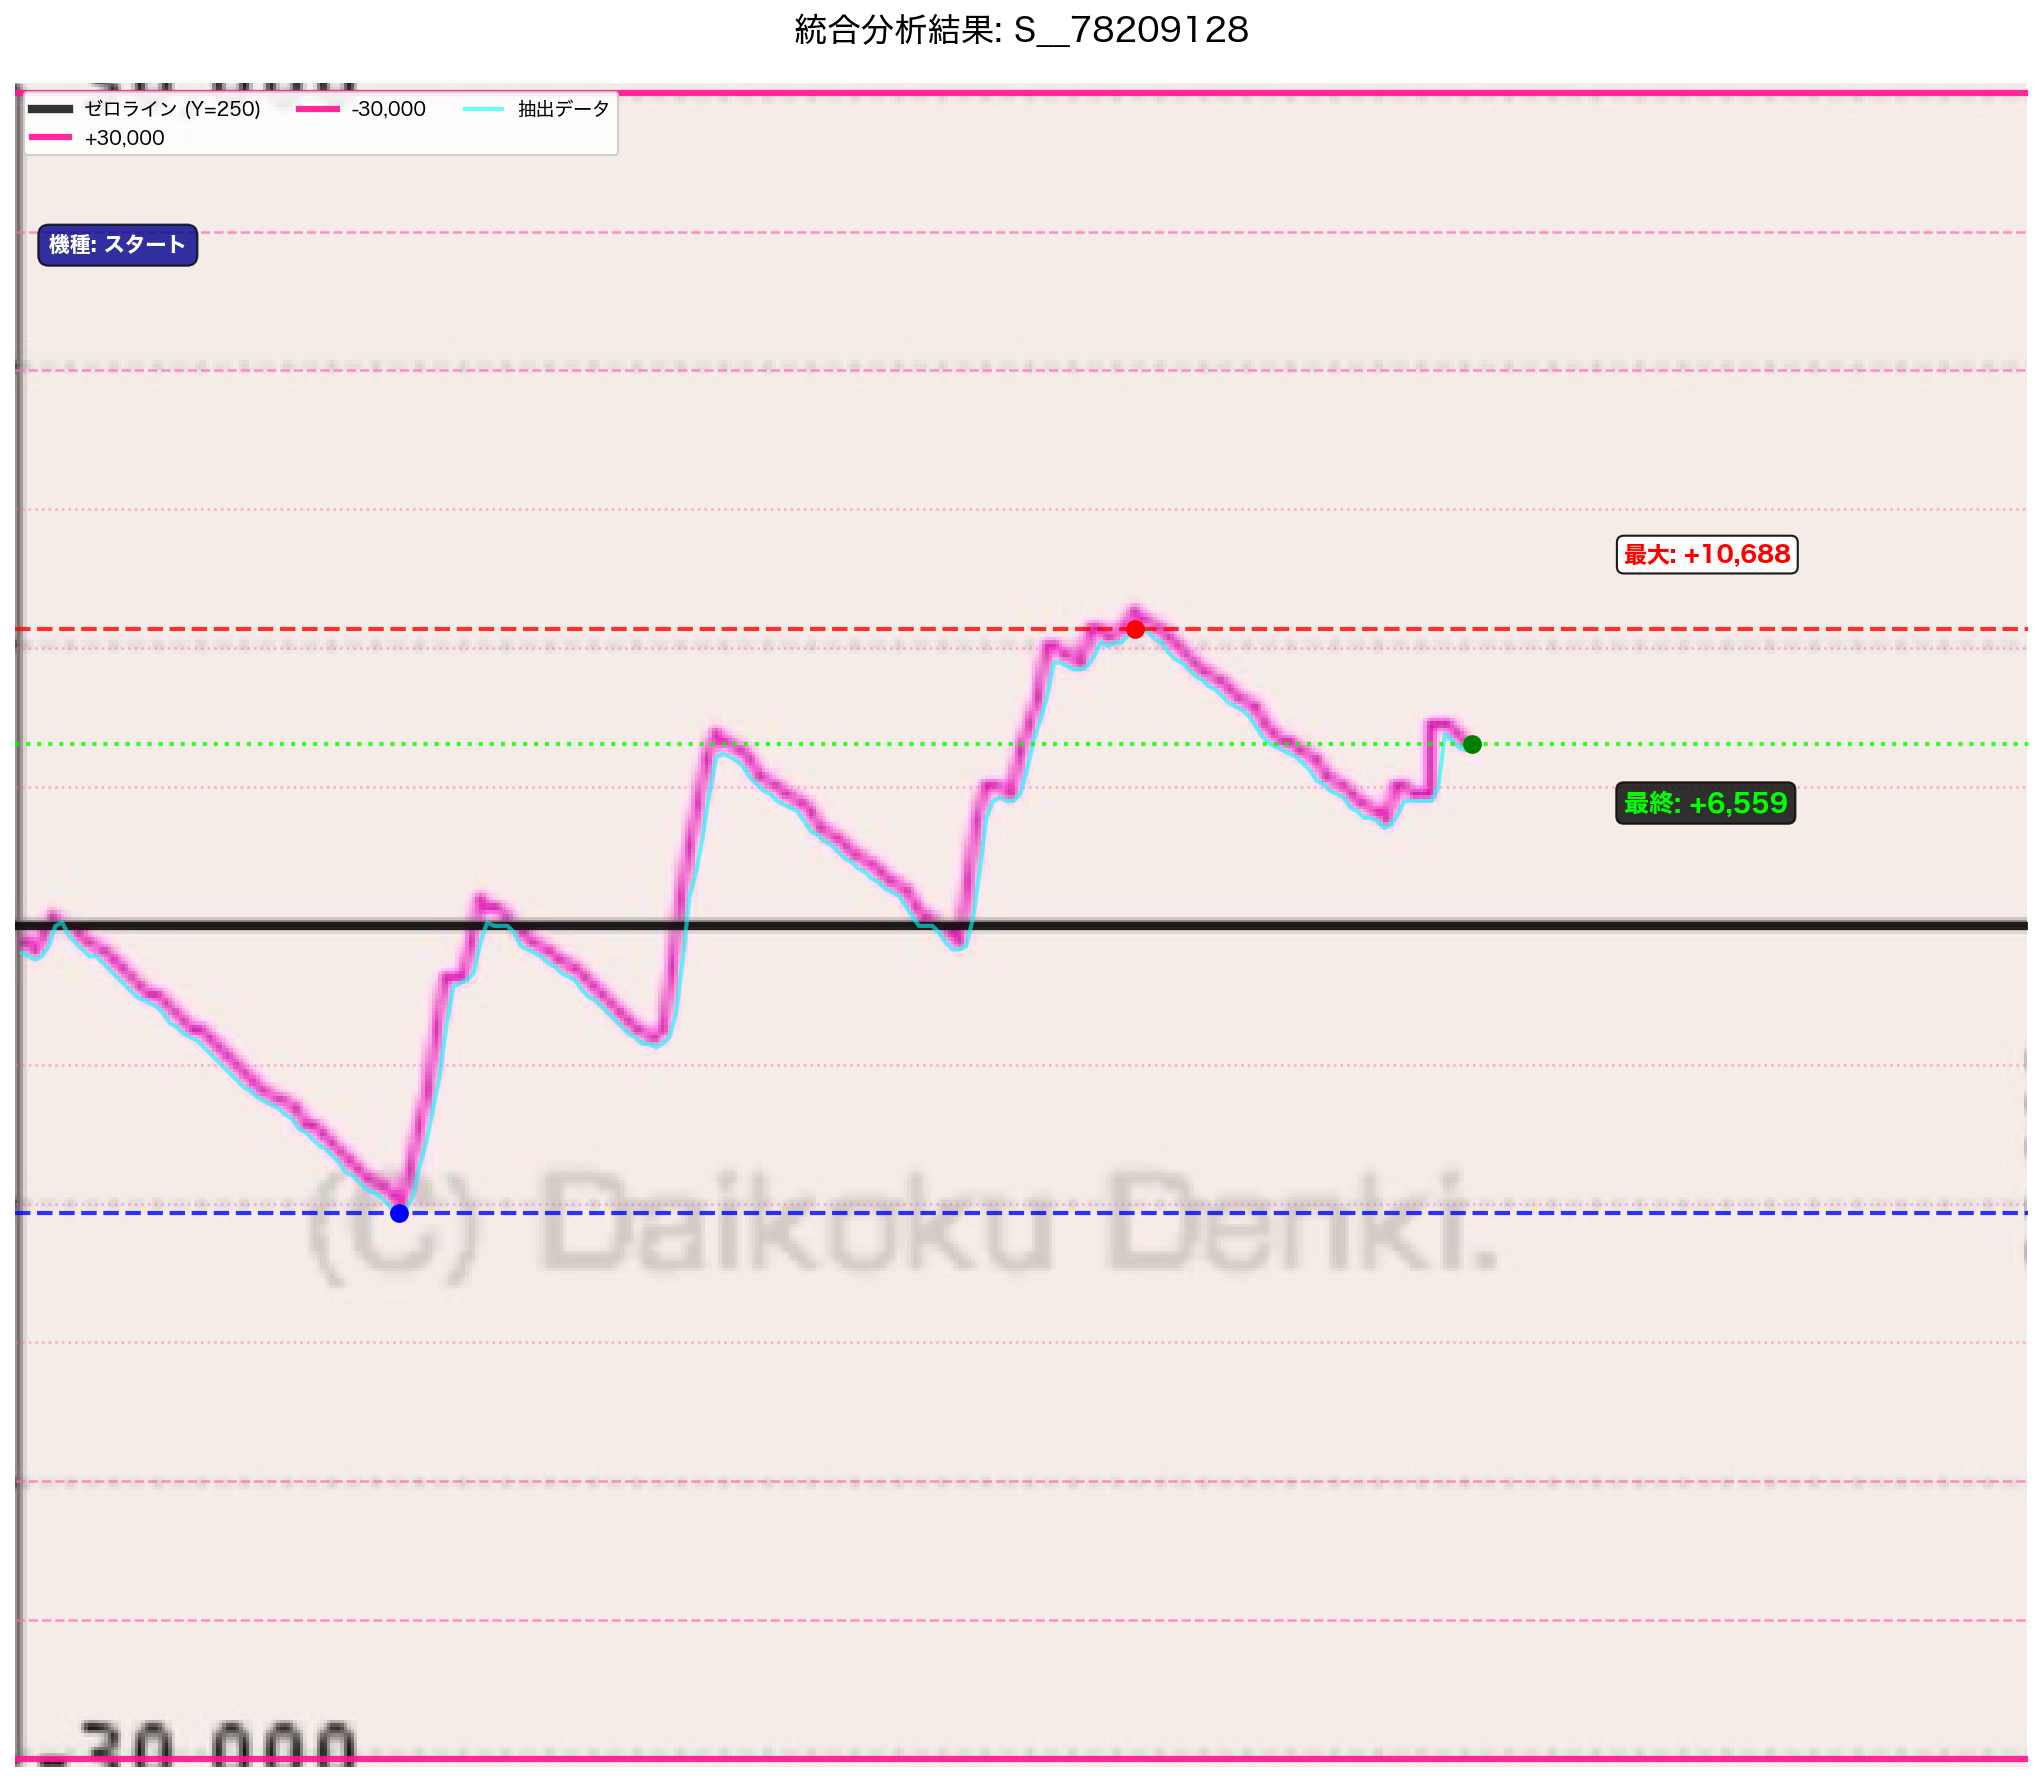 統合分析結果: S__78209128
ゼロライン (Y=250)
-30,000
抽出データ
+30,000
機種: スタート
最大: +10,688
最終: +6,559
(C) Daikoku Denki.
-30,000